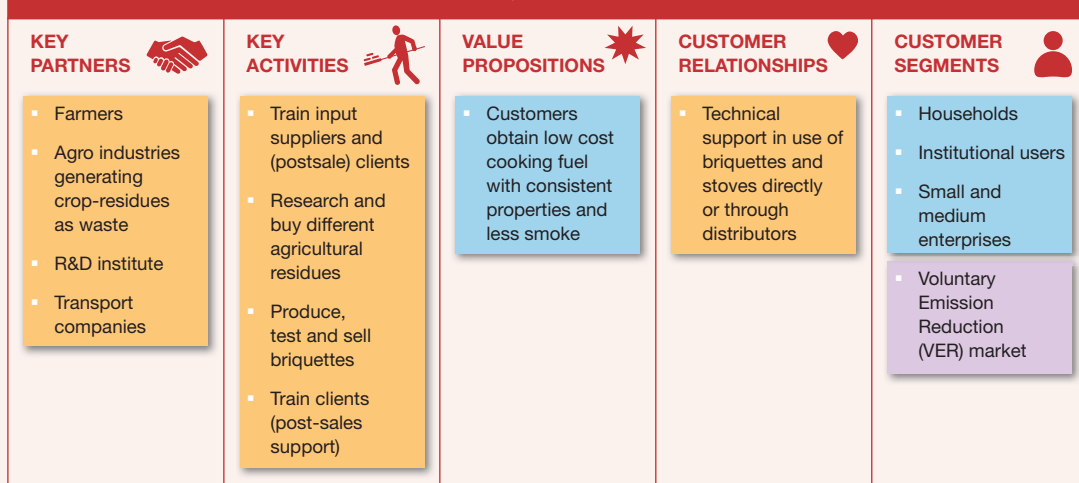 KEY
PARTNERS
Farmers
Agro industries
generating
crop-residues
as waste
R&D institute
Transport
companies
KEY
ACTIVITIES
Train input
suppliers and
(postsale) clients
Research and
buy different
agricultural
residues
Produce,
test and sell
briquettes
Train clients
(post-sales
support)
VALUE
PROPOSITIONS
Customers
obtain low cost
cooking fuel
with consistent
properties and
less smoke
CUSTOMER
RELATIONSHIPS
Technical
support in use of
briquettes and
stoves directly
or through
distributors
CUSTOMER
SEGMENTS
Households
Institutional users
Small and
medium
enterprises
Voluntary
Emission
Reduction
(VER) market